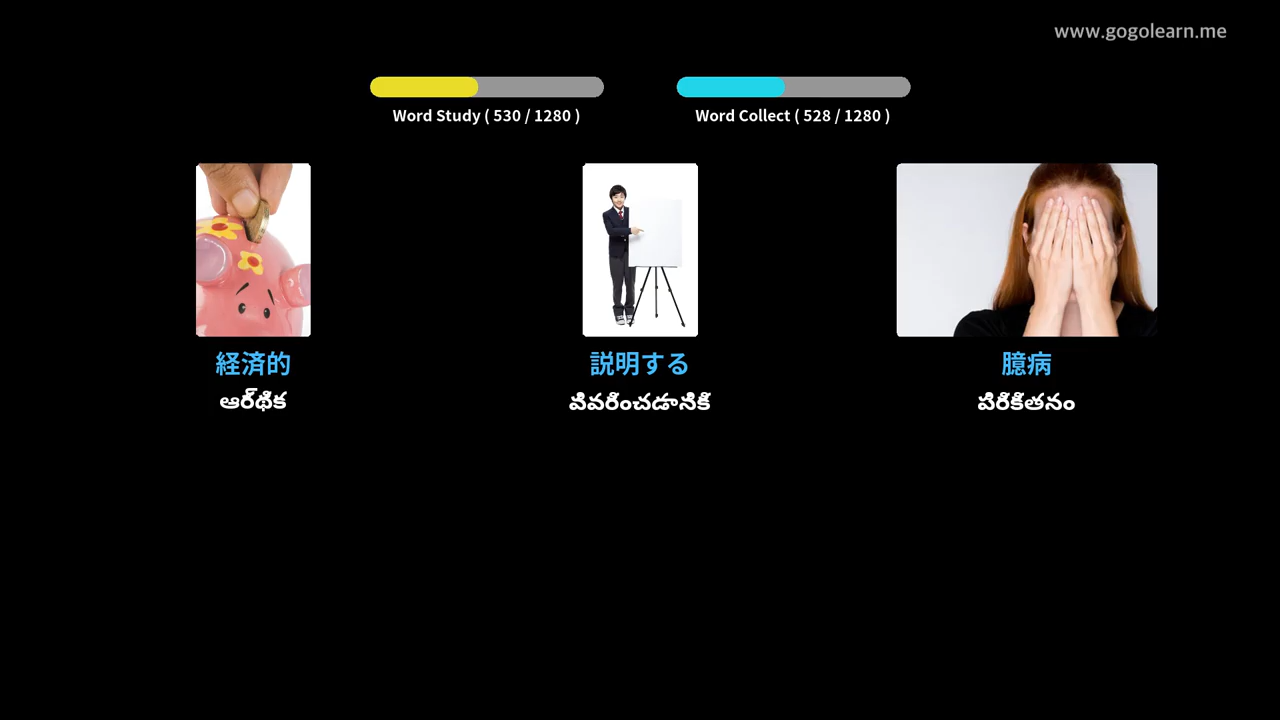 www.gogolearn.me
Word Study ( 530 / 1280 )
Word Collect ( 528 / 1280 )
経済的
ఆర్థిక
説明する
వివరించడానికి
臆病
పిరికితనం